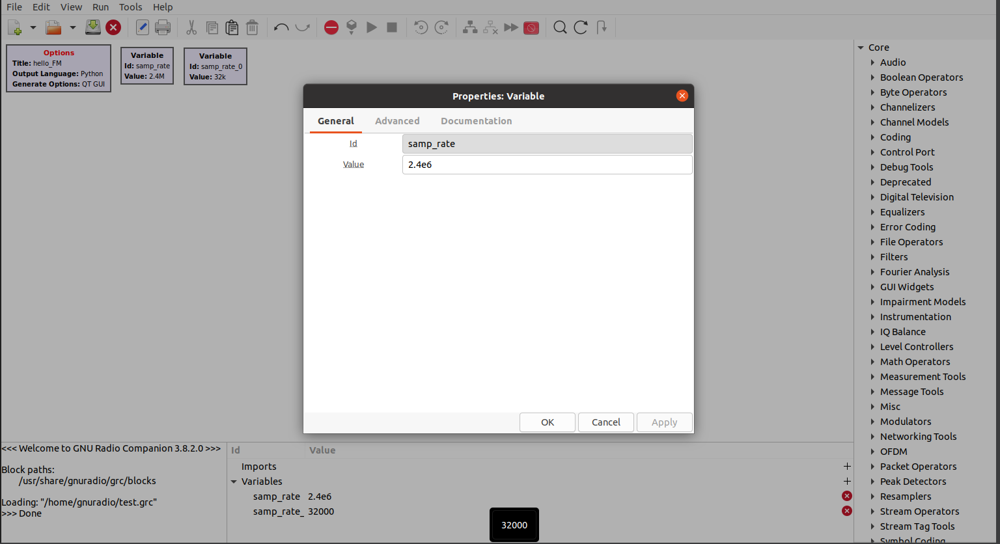 File Edit View Run Tools Help
Options
Title: hello_FM
Output Language: Python
Generate Options: QT GUI
Variable
Id: samp_rate
Value: 2.4M
Variable
Id: samp_rate_0
Value: 32k
Properties: Variable
General Advanced Documentation
Id samp_rate
Value 2.4e6
OK Cancel Apply
Core
Audio
Boolean Operators
Byte Operators
Channelizers
Channel Models
Coding
Control Port
Debug Tools
Deprecated
Digital Television
Equalizers
Error Coding
File Operators
Filters
Fourier Analysis
GUI Widgets
Impairment Models
Instrumentation
IQ Balance
Level Controllers
Math Operators
Measurement Tools
Message Tools
Misc
Modulators
Networking Tools
OFDM
Packet Operators
Peak Detectors
Resamplers
Stream Operators
Stream Tag Tools
Symbol Coding
<<< Welcome to GNU Radio Companion 3.8.2.0 >>>
Block paths:
/usr/share/gnuradio/grc/blocks
Loading: "/home/gnuradio/test.grc"
>>> Done
Id Value
Imports
Variables
samp_rate 2.4e6
samp_rate_ 32000
32000